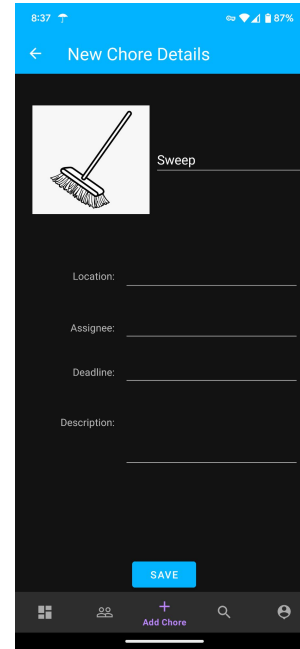 8:37 87%
New Chore Details
Sweep
Location:
Assignee:
Deadline:
Description:
SAVE
Add Chore